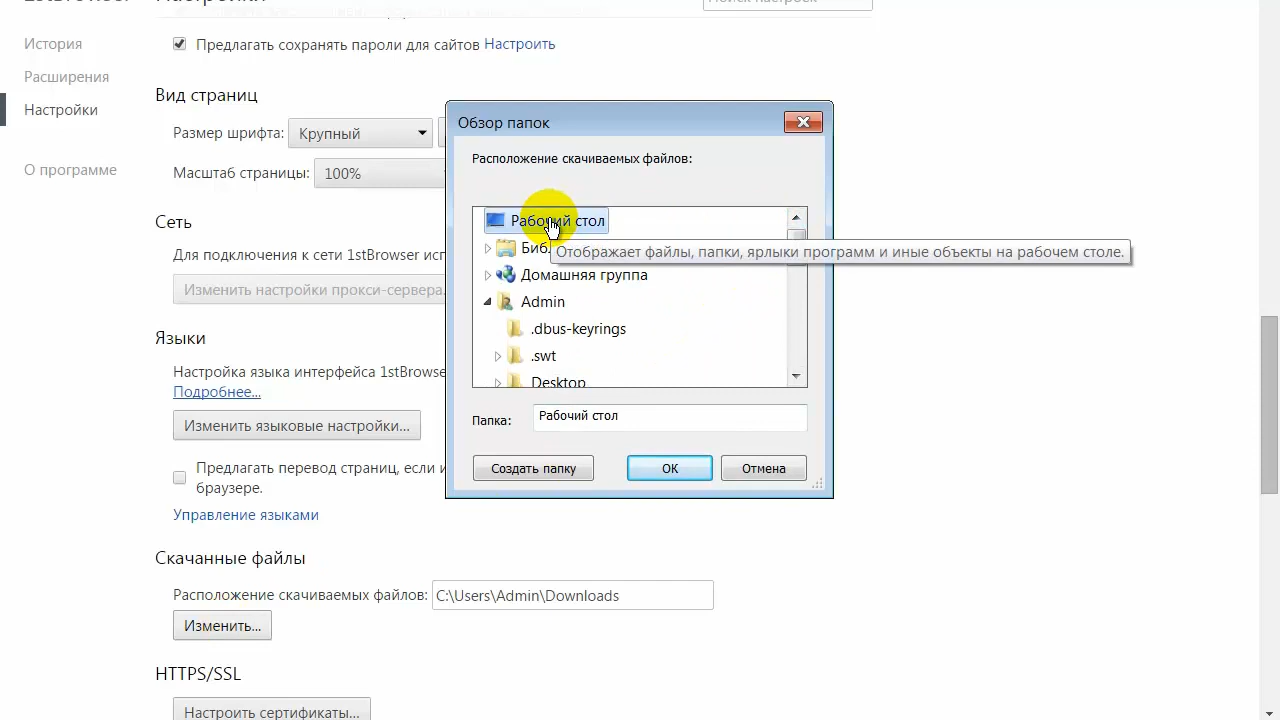 Настройки
История
Расширения
Настройки
О программе
Предлагать сохранять пароли для сайтов Настроить
Вид страниц
Размер шрифта: Крупный
Масштаб страницы: 100%
Сеть
Для подключения к сети 1stBrowser исп
Изменить настройки прокси-сервера.
Языки
Настройка языка интерфейса 1stBrowse
Подробнее...
Изменить языковые настройки...
Предлагать перевод страниц, если и
браузере.
Управление языками
Скачанные файлы
Расположение скачиваемых файлов: C:\Users\Admin\Downloads
Изменить...
HTTPS/SSL
Настроить сертификаты...
Обзор папок
Расположение скачиваемых файлов:
Рабочий стол
Биб
Отображает файлы, папки, ярлыки программ и иные объекты на рабочем столе.
Домашняя группа
Admin
.dbus-keyrings
.swt
Desktop
Папка: Рабочий стол
Создать папку
ОК
Отмена